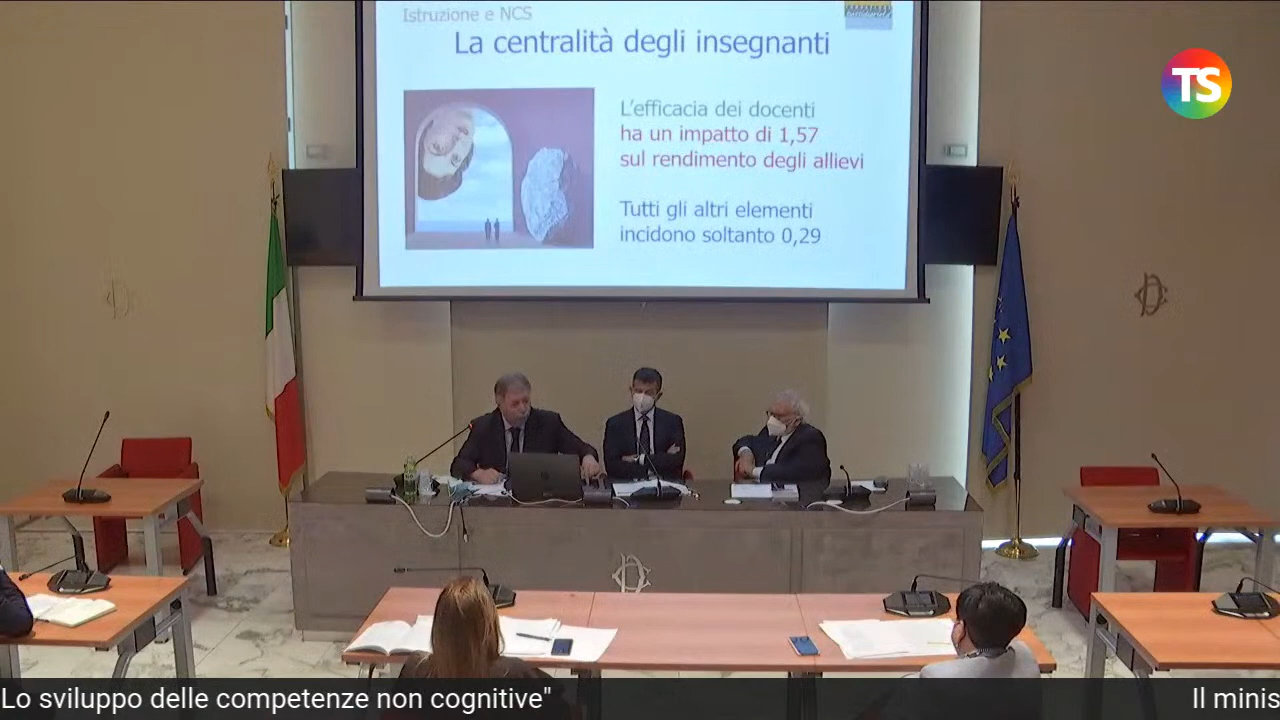 Istruzione e NCS
La centralità degli insegnanti
TS
L'efficacia dei docenti
ha un impatto di 1,57
sul rendimento degli allievi
Tutti gli altri elementi
incidono soltanto 0,29
Lo sviluppo delle competenze non cognitive"
Il minis